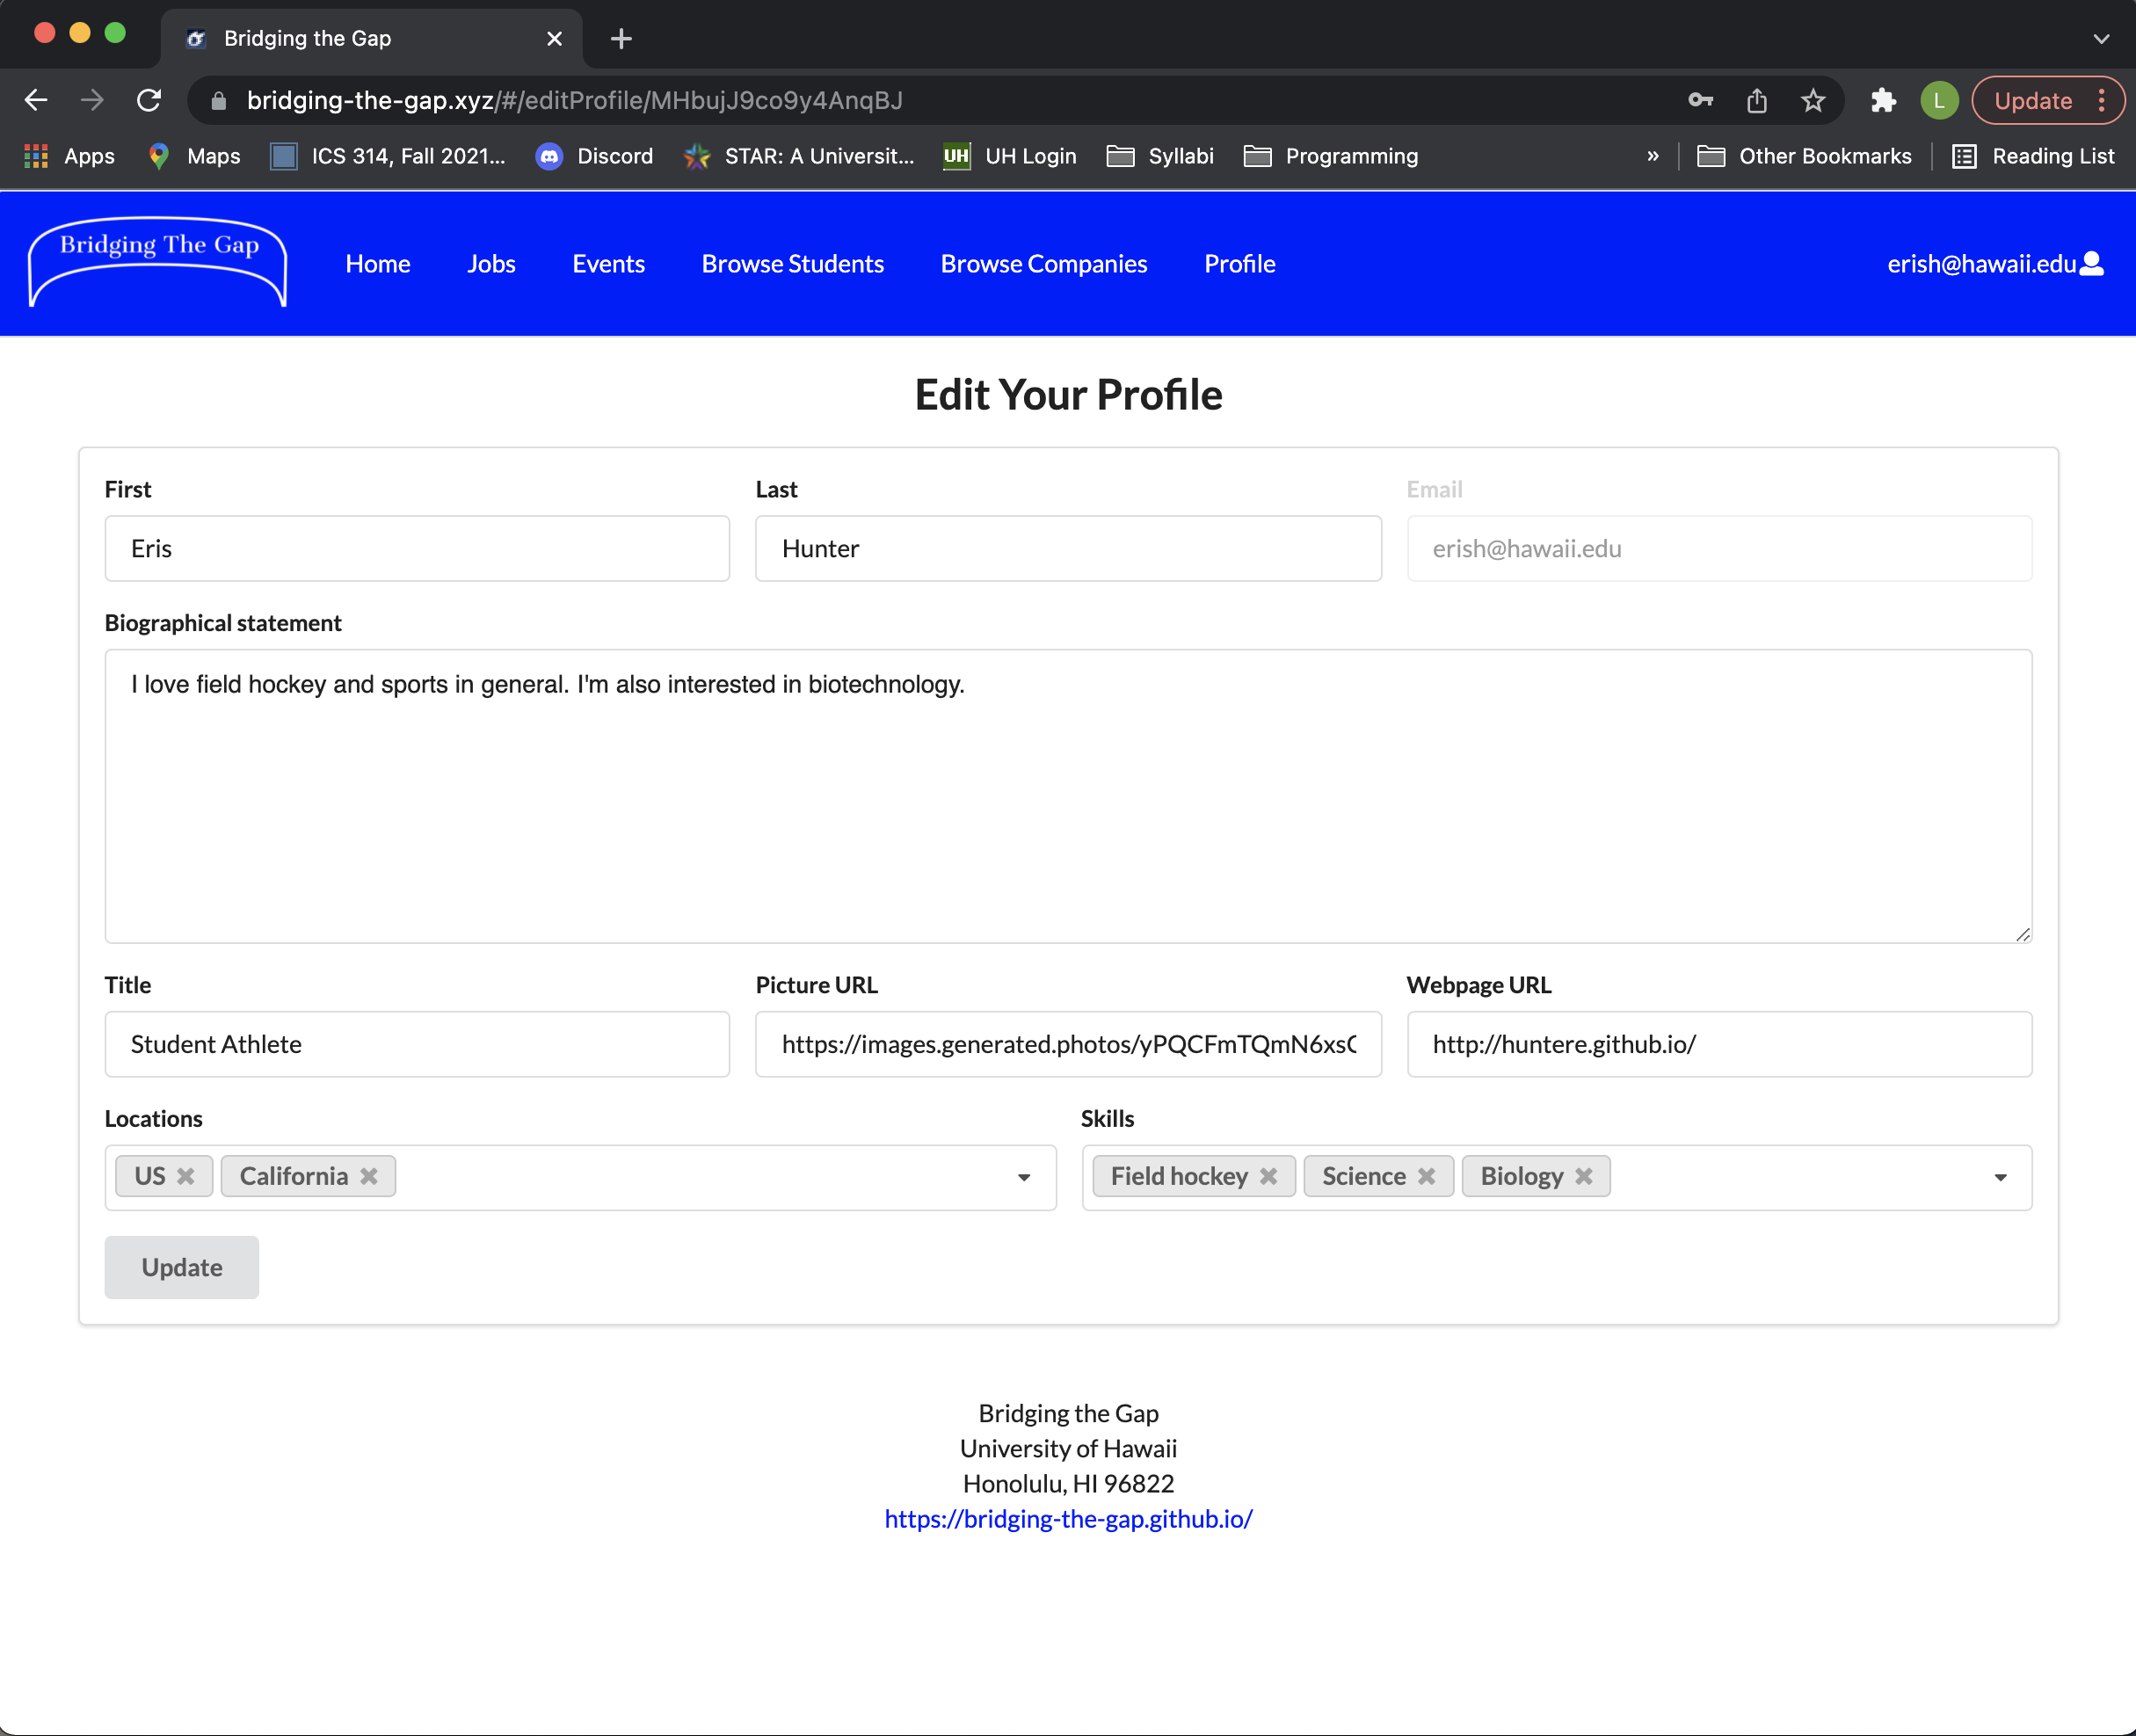 Bridging the Gap
bridging-the-gap.xyz/#/editProfile/MHbujJ9co9y4AnqBJ
L
Update
Apps
Maps
ICS 314, Fall 2021...
Discord
STAR: A Universit...
UH
UH Login
Syllabi
Programming
»
Other Bookmarks
Reading List
Bridging The Gap
Home
Jobs
Events
Browse Students
Browse Companies
Profile
erish@hawaii.edu
Edit Your Profile
First
Last
Email
Eris
Hunter
erish@hawaii.edu
Biographical statement
I love field hockey and sports in general. I'm also interested in biotechnology.
Title
Picture URL
Webpage URL
Student Athlete
https://images.generated.photos/yPQCFmTQmN6xsC
http://huntere.github.io/
Locations
Skills
US
California
Field hockey
Science
Biology
Update
Bridging the Gap
University of Hawaii
Honolulu, HI 96822
https://bridging-the-gap.github.io/